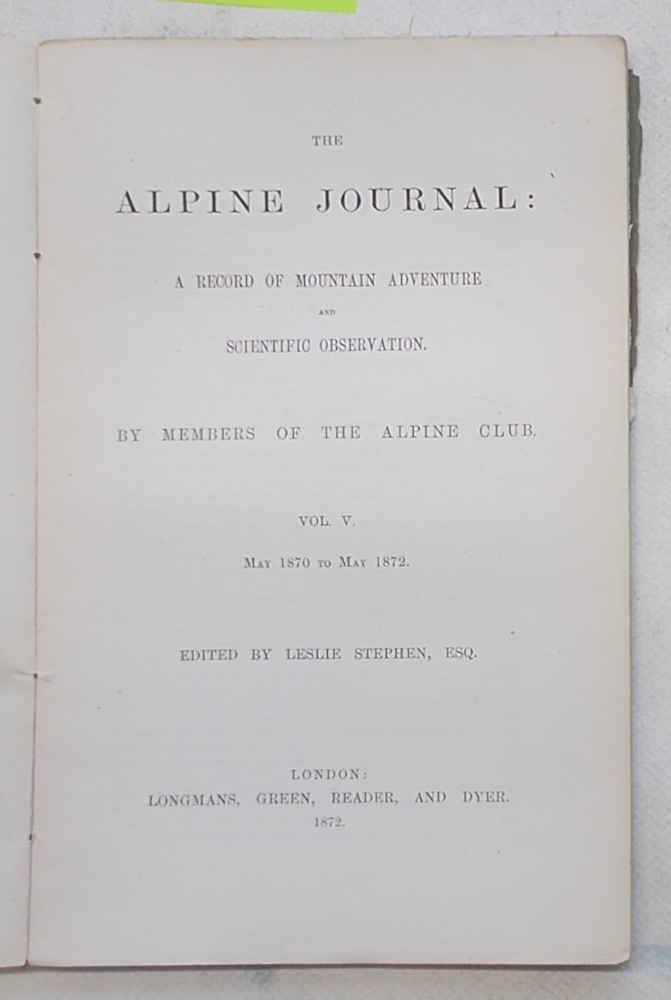 THE
ALPINE JOURNAL:
A RECORD OF MOUNTAIN ADVENTURE
AND
SCIENTIFIC OBSERVATION.
BY MEMBERS OF THE ALPINE CLUB.
VOL. V.
MAY 1870 TO MAY 1872.
EDITED BY LESLIE STEPHEN, ESQ.
LONDON:
LONGMANS, GREEN, READER, AND DYER.
1872.